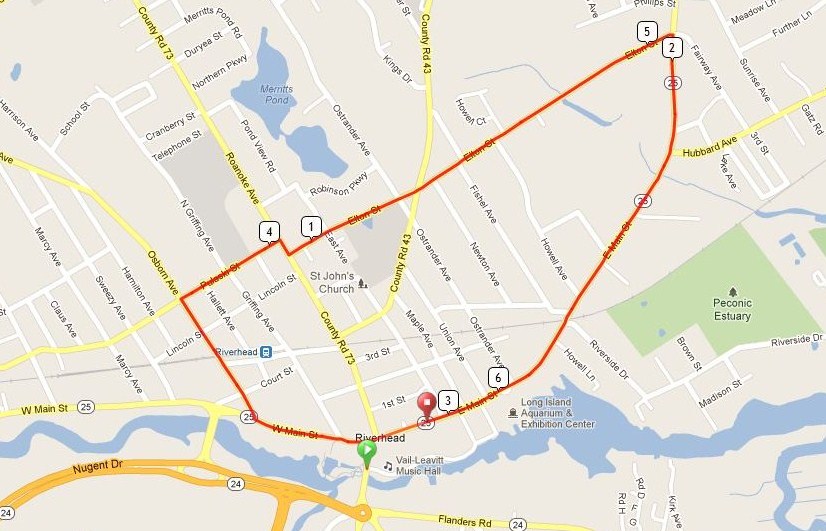 Phillips St
Merritts Pond Rd
County Rd 73
County Rd 43
Meadow Ln
Further Ln
Duryea St
5
Elton St
2
Kings Dr
County Rd 43
Northern Pkwy
Fairway Ave
Sunrise Ave
School St
Merritts
Pond
25
Harrison Ave
Howell Ct
Ostrander Ave
Gatz Rd
Cranberry St
Pond View Rd
3rd St
Telephone St
Elton St
Hubbard Ave
Roanoke Ave
Robinson Pkwy
Fishel Ave
25
N Griffing Ave
Elton St
1
4
East Ave
Ostrander Ave
E Main St
Marcy Ave
Howell Ave
Newton Ave
Osborn Ave
County Rd 43
Pulaski St
St John's
Church
Lincoln St
Hamilton Ave
Sweezy Ave
Hallett Ave
Griffing Ave
Peconic
Estuary
Claus Ave
Maple Ave
County Rd 73
Union Ave
Ostrander Ave
Lincoln St
Riverhead
3rd St
Riverside Dr
Riverside Dr
Brown St
Howell Ln
Marcy Ave
Court St
Madison St
6
1st St
3
E Main St
W Main St
25
25
25
Long Island
Aquarium &
Exhibition Center
W Main St
Riverhead
Vail-Leavitt
Music Hall
Nugent Dr
24
24
Flanders Rd
24
Kirk Ave